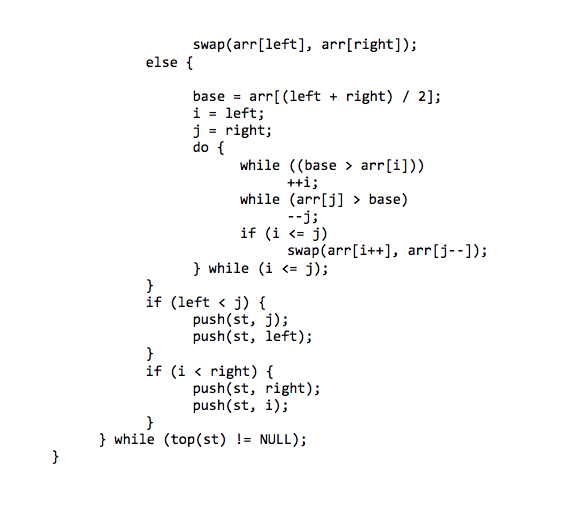 swap(arr[left], arr[right]);
else {
base = arr[(left + right) / 2];
i = left;
j = right;
do {
while ((base > arr[i]))
++i;
while (arr[j] > base)
--j;
if (i <= j)
swap(arr[i++], arr[j--]);
} while (i <= j);
}
if (left < j) {
push(st, j);
push(st, left);
}
if (i < right) {
push(st, right);
push(st, i);
}
} while (top(st) != NULL);
}